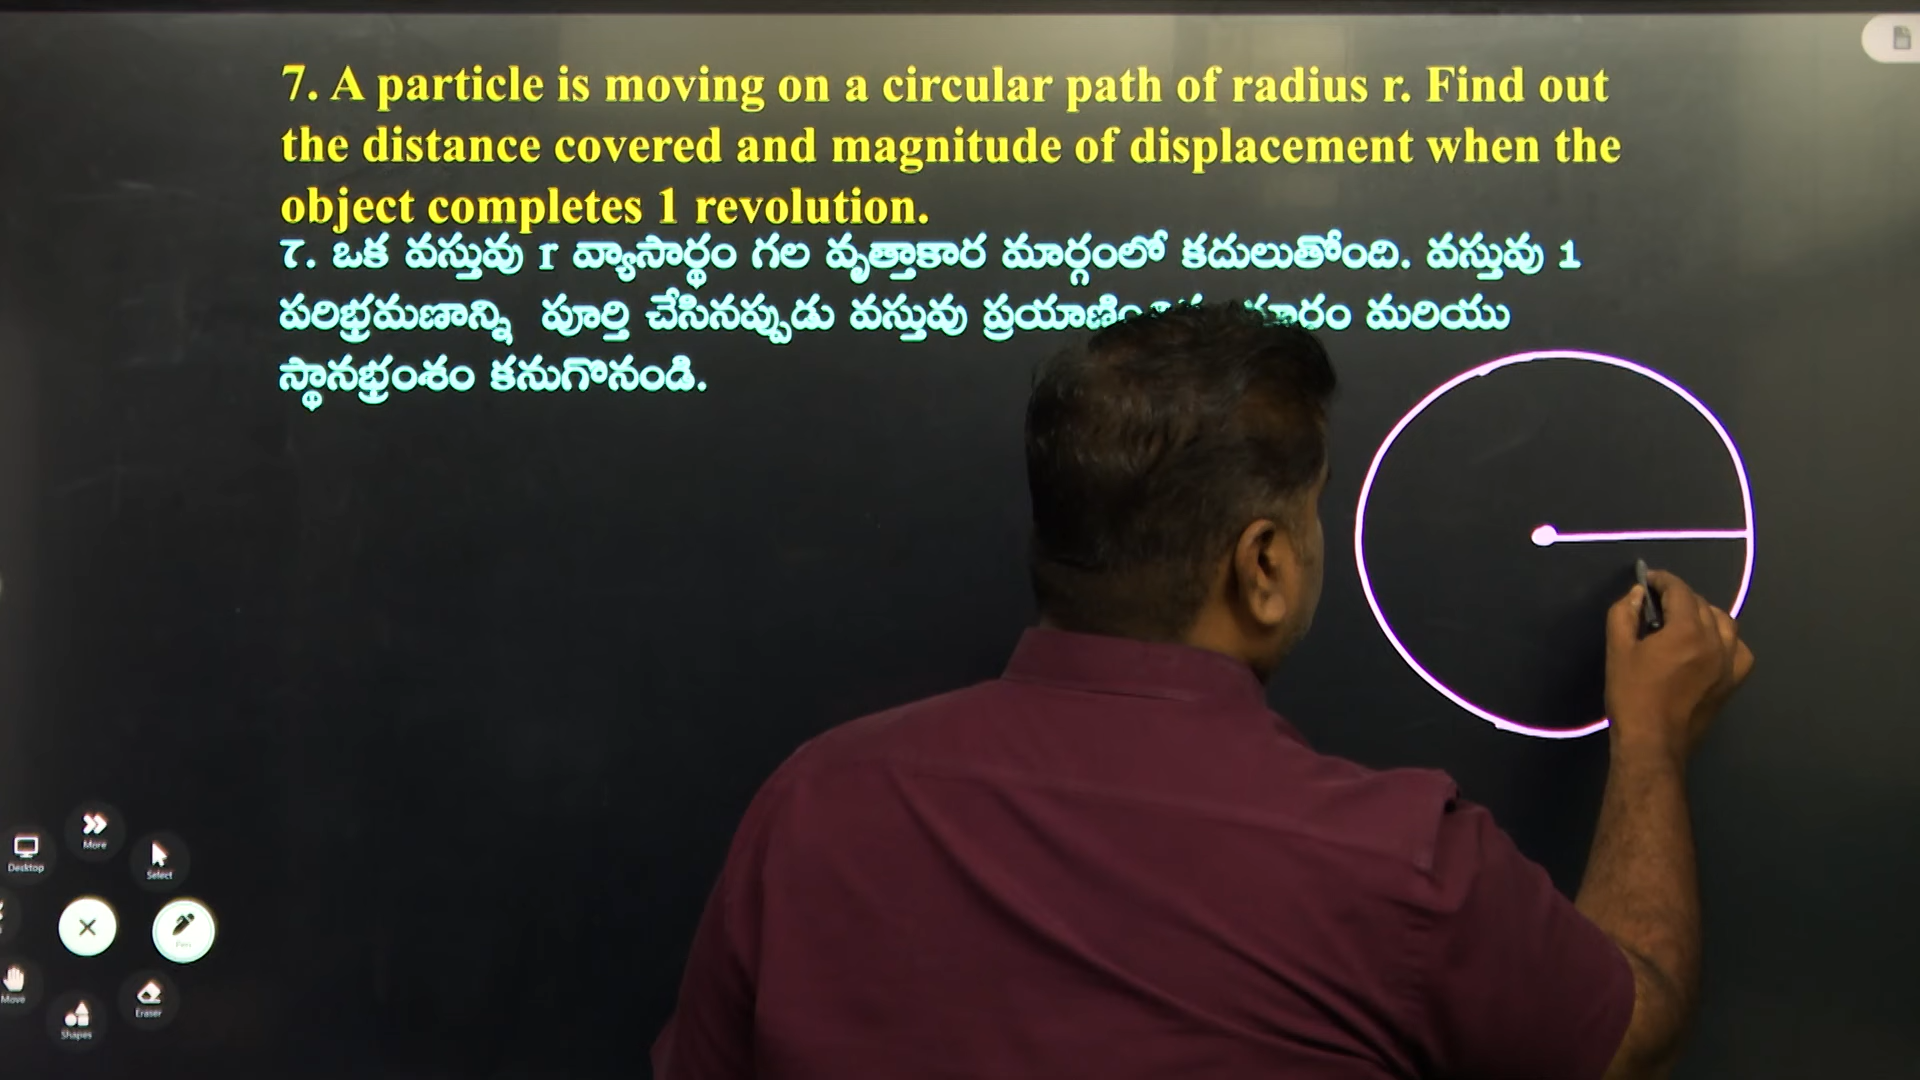 7. A particle is moving on a circular path of radius r. Find out
the distance covered and magnitude of displacement when the
object completes 1 revolution.
7. ఒక వస్తువు r వ్యాసార్థం గల వృత్తాకార మార్గంలో కదులుతోంది. వస్తువు 1
పరిభ్రమణాన్ని పూర్తి చేసినప్పుడు వస్తువు మరియు
స్థానభ్రంశం కనుగొనండి.
More
Desktop
Select
Pen
Move
Eraser
Shapes